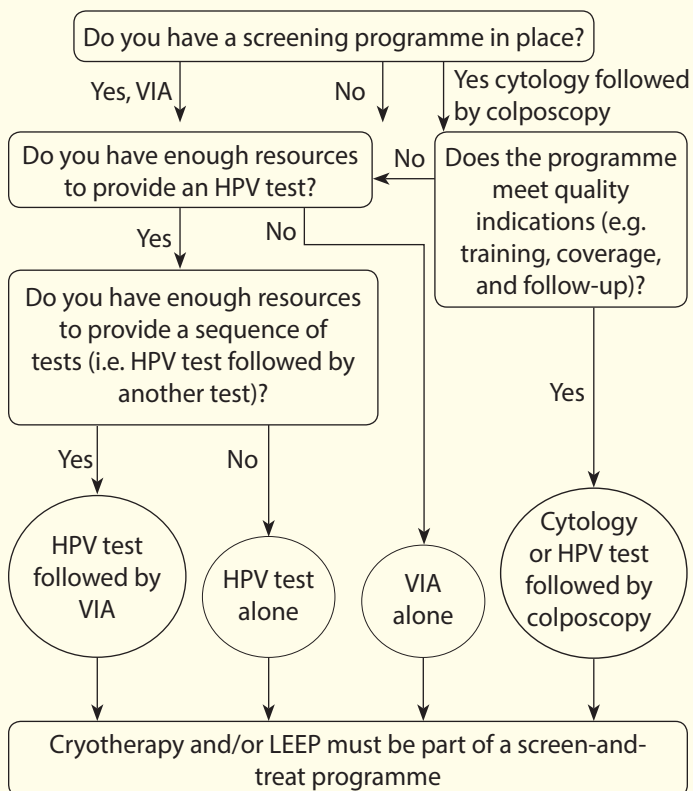 Do you have a screening programme in place?
Yes, VIA
No
Yes cytology followed
by colposcopy
Do you have enough resources
to provide an HPV test?
No
Does the programme
meet quality
indications (e.g.
training, coverage,
and follow-up)?
Yes
No
Do you have enough resources
to provide a sequence of
tests (i.e. HPV test followed by
another test)?
Yes
Yes
No
HPV test
followed by
VIA
HPV test
alone
VIA
alone
Cytology
or HPV test
followed by
colposcopy
Cryotherapy and/or LEEP must be part of a screen-and-
treat programme